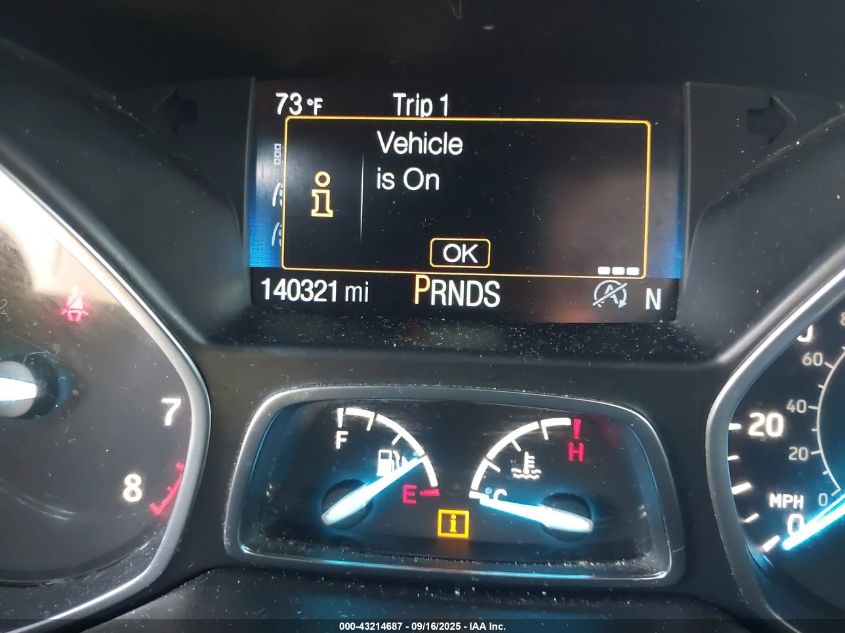 73°F Trip 1
Vehicle
is On
i
OK
140321 mi PRNDS N
7
8
F
E
°C
H
i
60
40
20
20
0
MPH
0
000-43214687 - 09/16/2025 - IAA Inc.